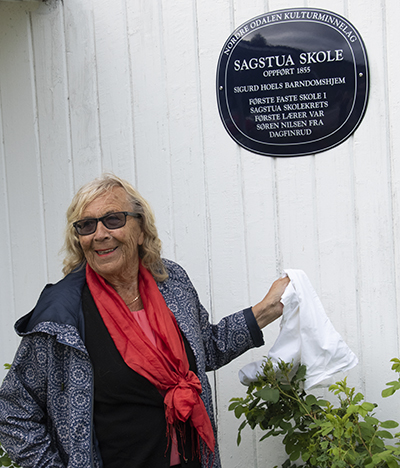 NORDRE ODALEN KULTURMINNELAG
SAGSTUA SKOLE
OPPFØRT 1855
SIGURD HOELS BARNDOMSHJEM
FØRSTE FASTE SKOLE I
SAGSTUA SKOLEKRETS
FØRSTE LÆRER VAR
SØREN NILSEN FRA
DAGFINRUD